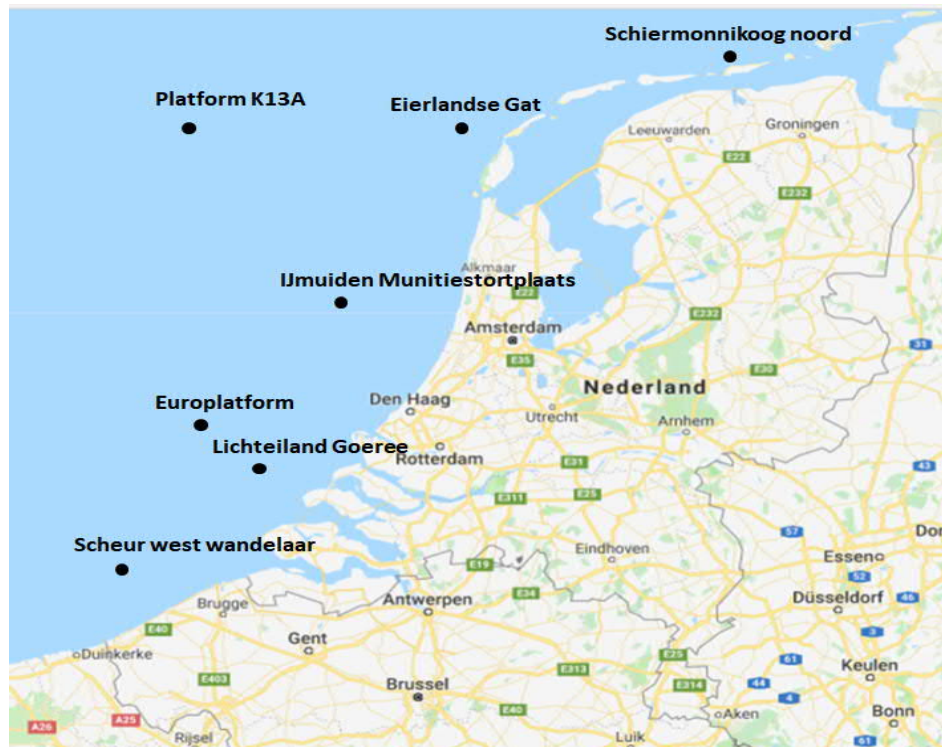 Schiermonnikoog noord
Platform K13A
Eierlandse Gat
Leeuwarden
Groningen
E22
E232
Alkmaar
IJmuiden Munitiestortplaats
E22
E232
Amsterdam
31
E35
E30
Nederland
Europlatform
Den Haag
Utrecht
Arnhem
Lichteiland Goeree
Rotterdam
E31
43
E311
E25
57
Dor
Scheur west wandelaar
Eindhoven
Essen
E19
52
E34
Düsseldorf
46
Brugge
Antwerpen
E40
3
Gent
Duinkerke
E25
61
E313
Keulen
E403
E314
44
4
Brussel
E40
Aken
Bonn
A26
A25
Rijsel
Luik
61